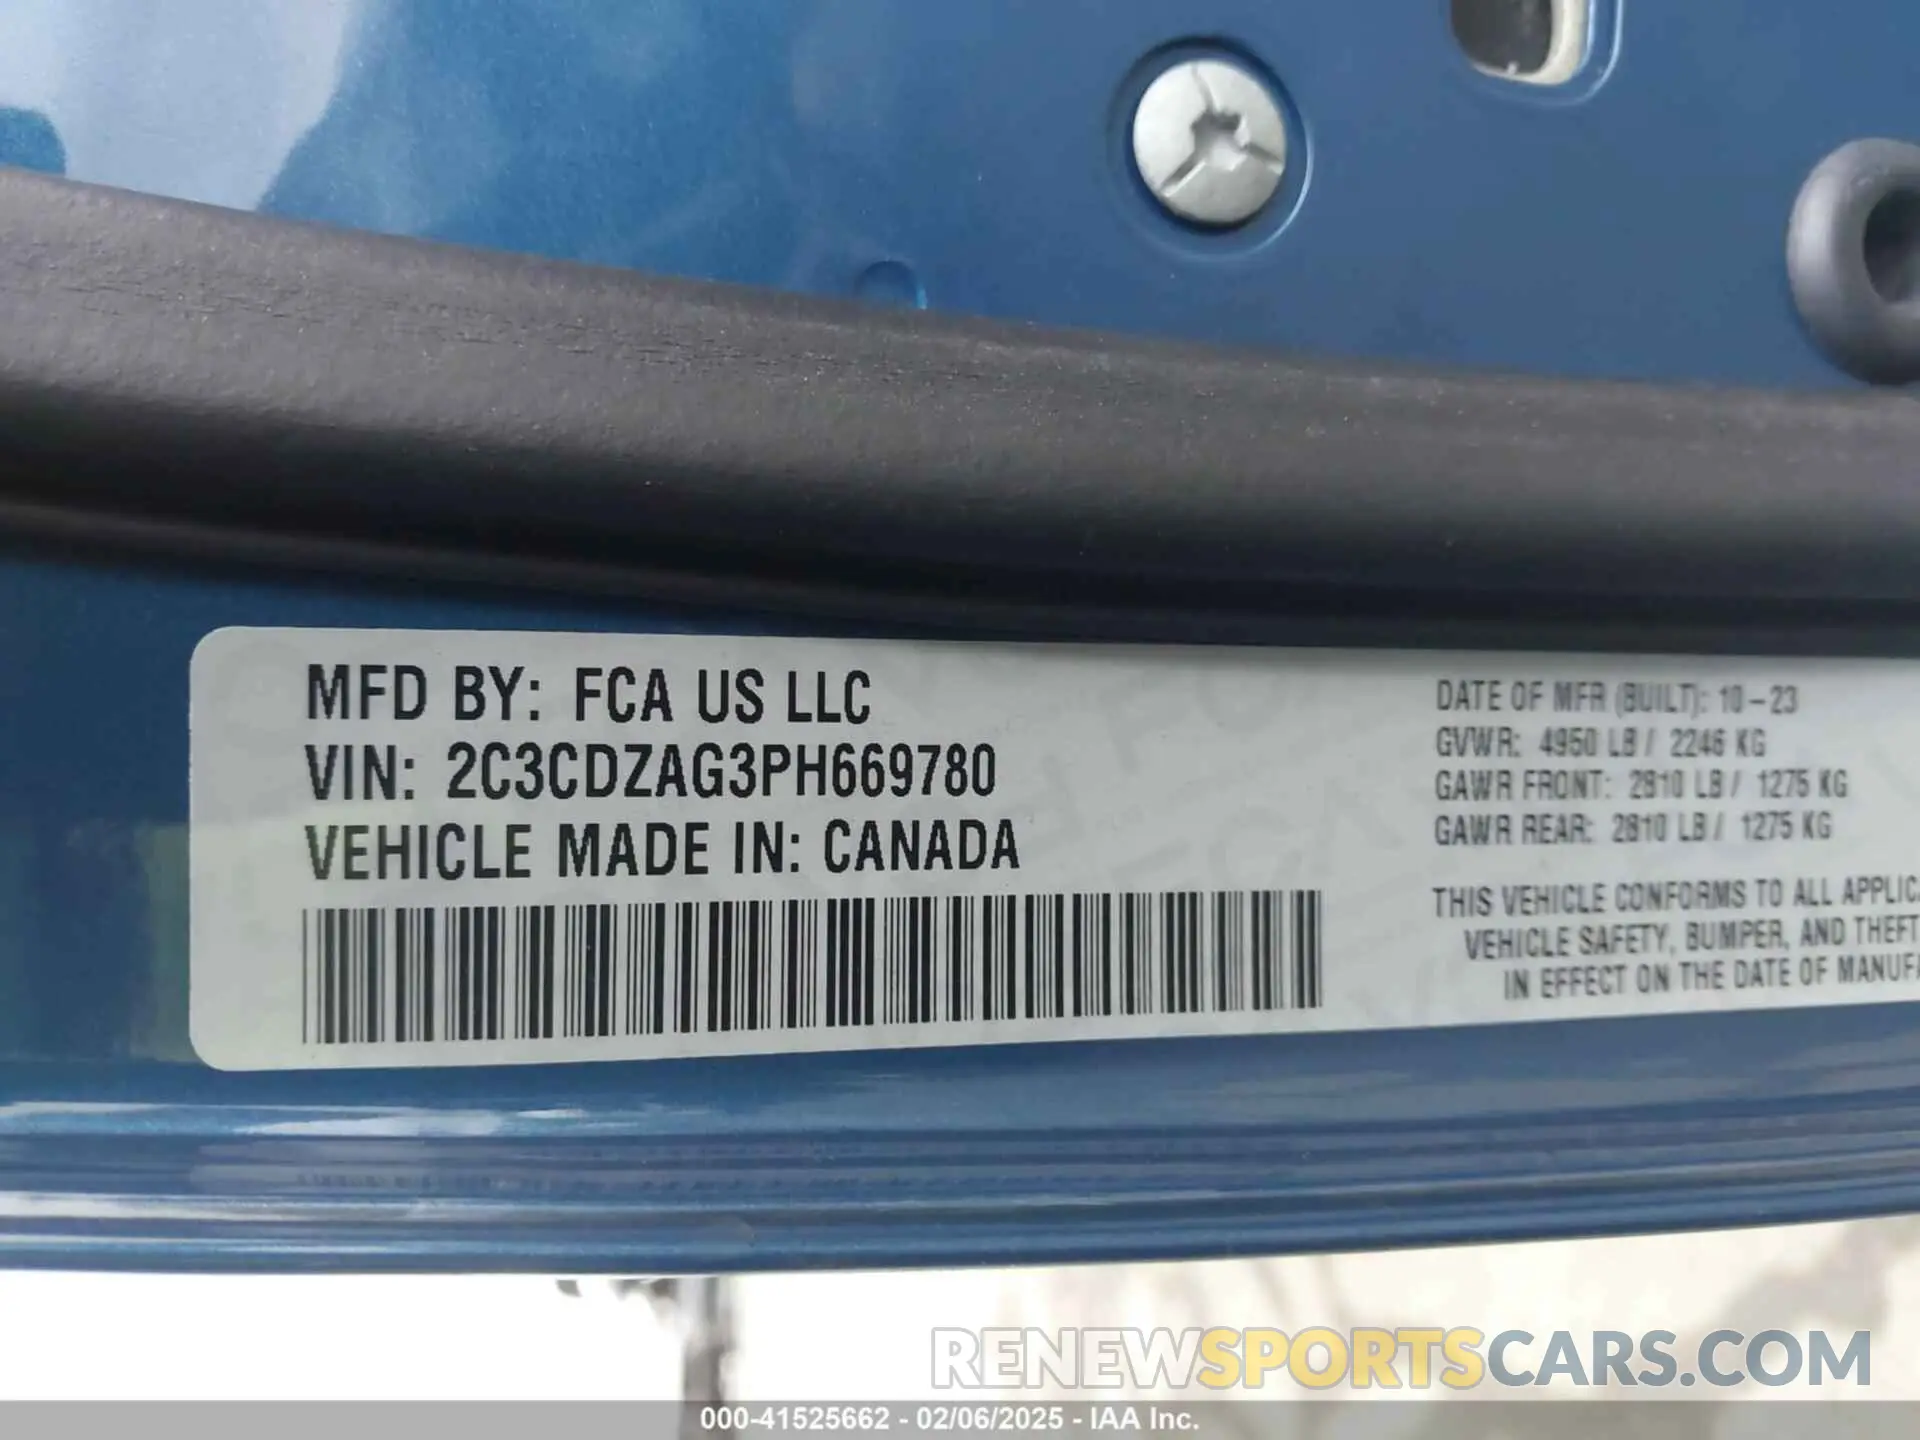 MFD BY: FCA US LLC
VIN: 2C3CDZAG3PH669780
VEHICLE MADE IN: CANADA
DATE OF MFR (BUILT): 10-23
GVWR: 4950 LB / 2246 KG
GAWR FRONT: 2810 LB / 1275 KG
GAWR REAR: 2810 LB / 1275 KG
THIS VEHICLE CONFORMS TO ALL APPLICA
VEHICLE SAFETY, BUMPER, AND THEFT
IN EFFECT ON THE DATE OF MANUFA
RENEWSPORTSCARS.COM
000-41525662 - 02/06/2025 - IAA Inc.